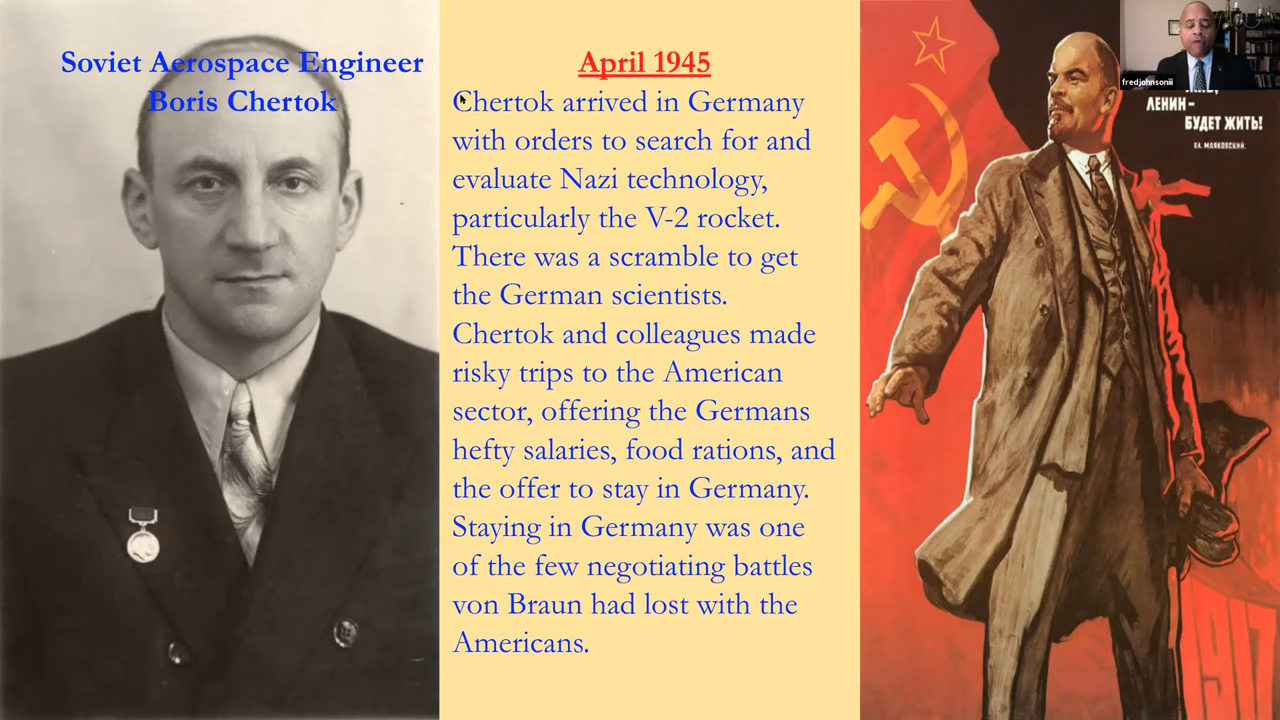 Soviet Aerospace Engineer
Boris Chertok
April 1945
Chertok arrived in Germany
with orders to search for and
evaluate Nazi technology,
particularly the V-2 rocket.
There was a scramble to get
the German scientists.
Chertok and colleagues made
risky trips to the American
sector, offering the Germans
hefty salaries, food rations, and
the offer to stay in Germany.
Staying in Germany was one
of the few negotiating battles
von Braun had lost with the
Americans.
fredjohnsoniii
ЛЕНИН-
БУДЕТ ЖИТЬ!
ВЛ. МАЯКОВСКИЙ.
1917